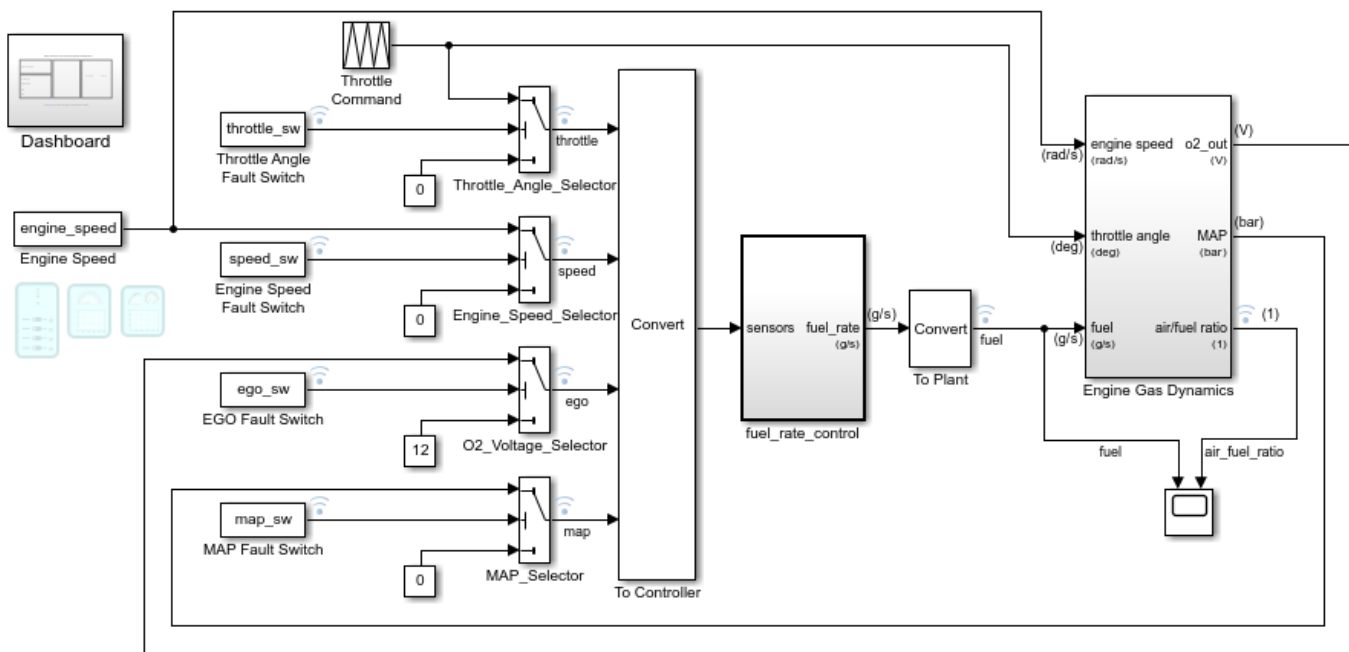 Dashboard
Throttle
Command
throttle_sw
Throttle Angle
Fault Switch
0
throttle
Throttle_Angle_Selector
engine_speed
Engine Speed
speed_sw
Engine Speed
Fault Switch
0
speed
Engine_Speed_Selector
ego_sw
EGO Fault Switch
12
ego
O2_Voltage_Selector
map_sw
MAP Fault Switch
0
map
MAP_Selector
Convert
To Controller
sensors
fuel_rate
(g/s)
fuel_rate_control
(g/s)
Convert
To Plant
fuel
(rad/s)
(deg)
(g/s)
engine speed
(rad/s)
throttle angle
(deg)
fuel
(g/s)
o2_out
(V)
MAP
(bar)
air/fuel ratio
(1)
Engine Gas Dynamics
(V)
(bar)
(1)
fuel
air_fuel_ratio